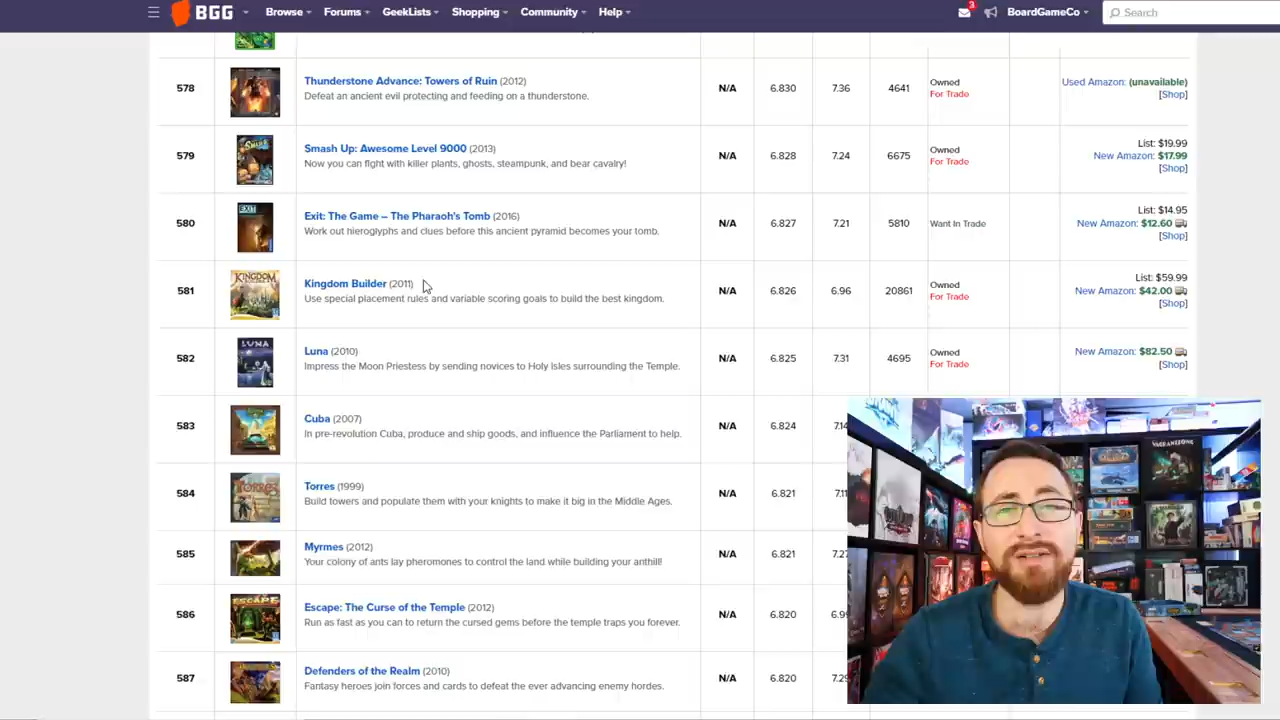 BGG Browse Forums GeekLists Shopping Community Help 3 BoardGameCo Search
578 Thunderstone Advance: Towers of Ruin (2012) N/A 6.830 7.36 4641 Owned Used Amazon: (unavailable)
Defeat an ancient evil protecting and feeding on a thunderstone. For Trade [Shop]
579 Smash Up: Awesome Level 9000 (2013) N/A 6.828 7.24 6675 Owned List: $19.99
Now you can fight with killer plants, ghosts, steampunk, and bear cavalry! For Trade New Amazon: $17.99
[Shop]
580 Exit: The Game – The Pharaoh's Tomb (2016) N/A 6.827 7.21 5810 Want In Trade List: $14.95
Work out hieroglyphs and clues before this ancient pyramid becomes your tomb. New Amazon: $12.60
[Shop]
581 Kingdom Builder (2011) N/A 6.826 6.96 20861 Owned List: $59.99
Use special placement rules and variable scoring goals to build the best kingdom. For Trade New Amazon: $42.00
[Shop]
582 Luna (2010) N/A 6.825 7.31 4695 Owned New Amazon: $82.50
Impress the Moon Priestess by sending novices to Holy Isles surrounding the Temple. For Trade [Shop]
583 Cuba (2007) N/A 6.824
In pre-revolution Cuba, produce and ship goods, and influence the Parliament to help.
584 Torres (1999) N/A 6.821
Build towers and populate them with your knights to make it big in the Middle Ages.
585 Myrmes (2012) N/A 6.821
Your colony of ants lay pheromones to control the land while building your anthill!
586 Escape: The Curse of the Temple (2012) N/A 6.820
Run as fast as you can to return the cursed gems before the temple traps you forever.
587 Defenders of the Realm (2010) N/A 6.820
Fantasy heroes join forces and cards to defeat the ever advancing enemy hordes.